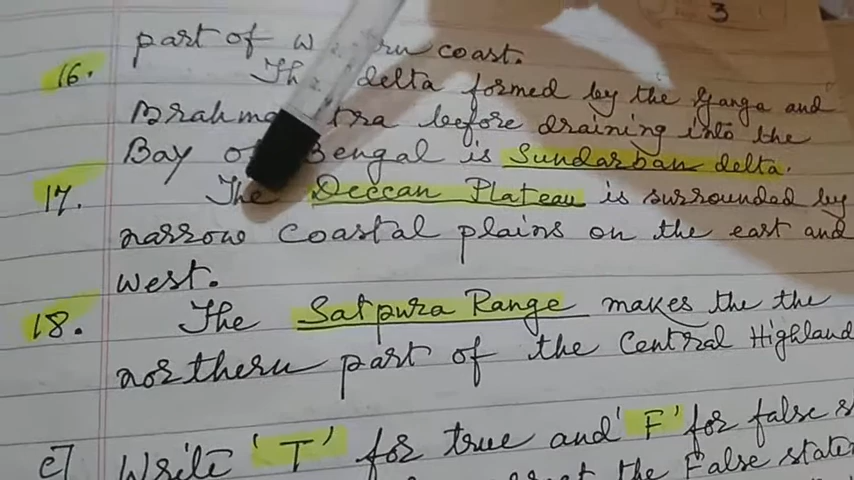 3
part of coast.
16. The delta formed by the Ganga and
Brahma tra before draining into the
Bay of Bengal is Sundarban delta.
17. The Deccan Plateau is surrounded by
narrow coastal plains on the east and
west.
18. The Satpura Range makes the the
northern part of the Central Highland
c] Write 'T' for true and 'F' for false s
the False state